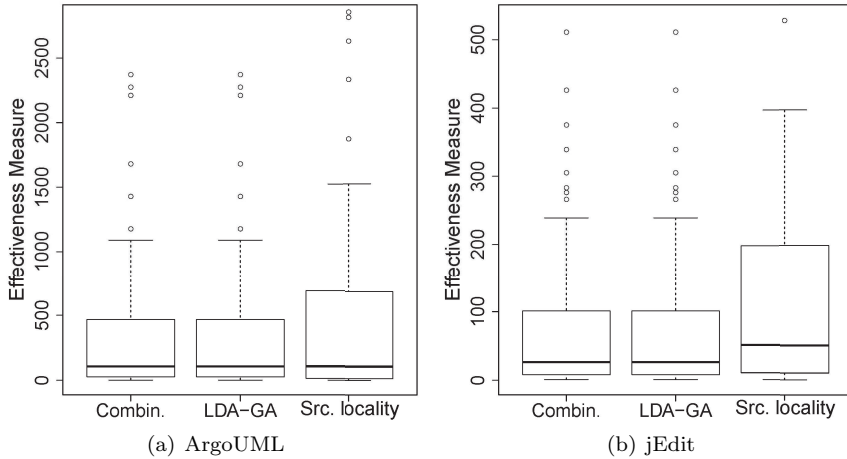 Effectiveness Measure
2500
2000
1500
1000
500
0
Combin.
LDA-GA
Src. locality
(a) ArgoUML
Effectiveness Measure
500
400
300
200
100
0
Combin.
LDA-GA
Src. locality
(b) jEdit